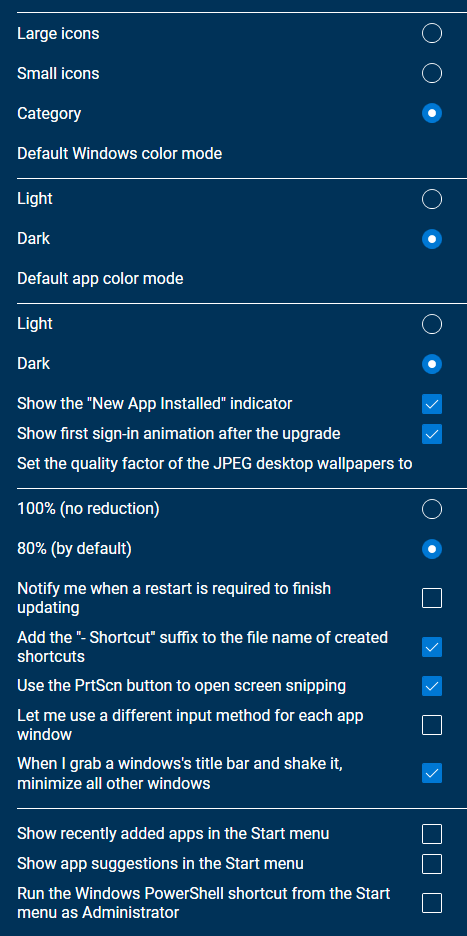 Large icons
Small icons
Category
Default Windows color mode
Light
Dark
Default app color mode
Light
Dark
Show the "New App Installed" indicator
Show first sign-in animation after the upgrade
Set the quality factor of the JPEG desktop wallpapers to
100% (no reduction)
80% (by default)
Notify me when a restart is required to finish
updating
Add the "- Shortcut" suffix to the file name of created
shortcuts
Use the PrtScn button to open screen snipping
Let me use a different input method for each app
window
When I grab a windows's title bar and shake it,
minimize all other windows
Show recently added apps in the Start menu
Show app suggestions in the Start menu
Run the Windows PowerShell shortcut from the Start
menu as Administrator